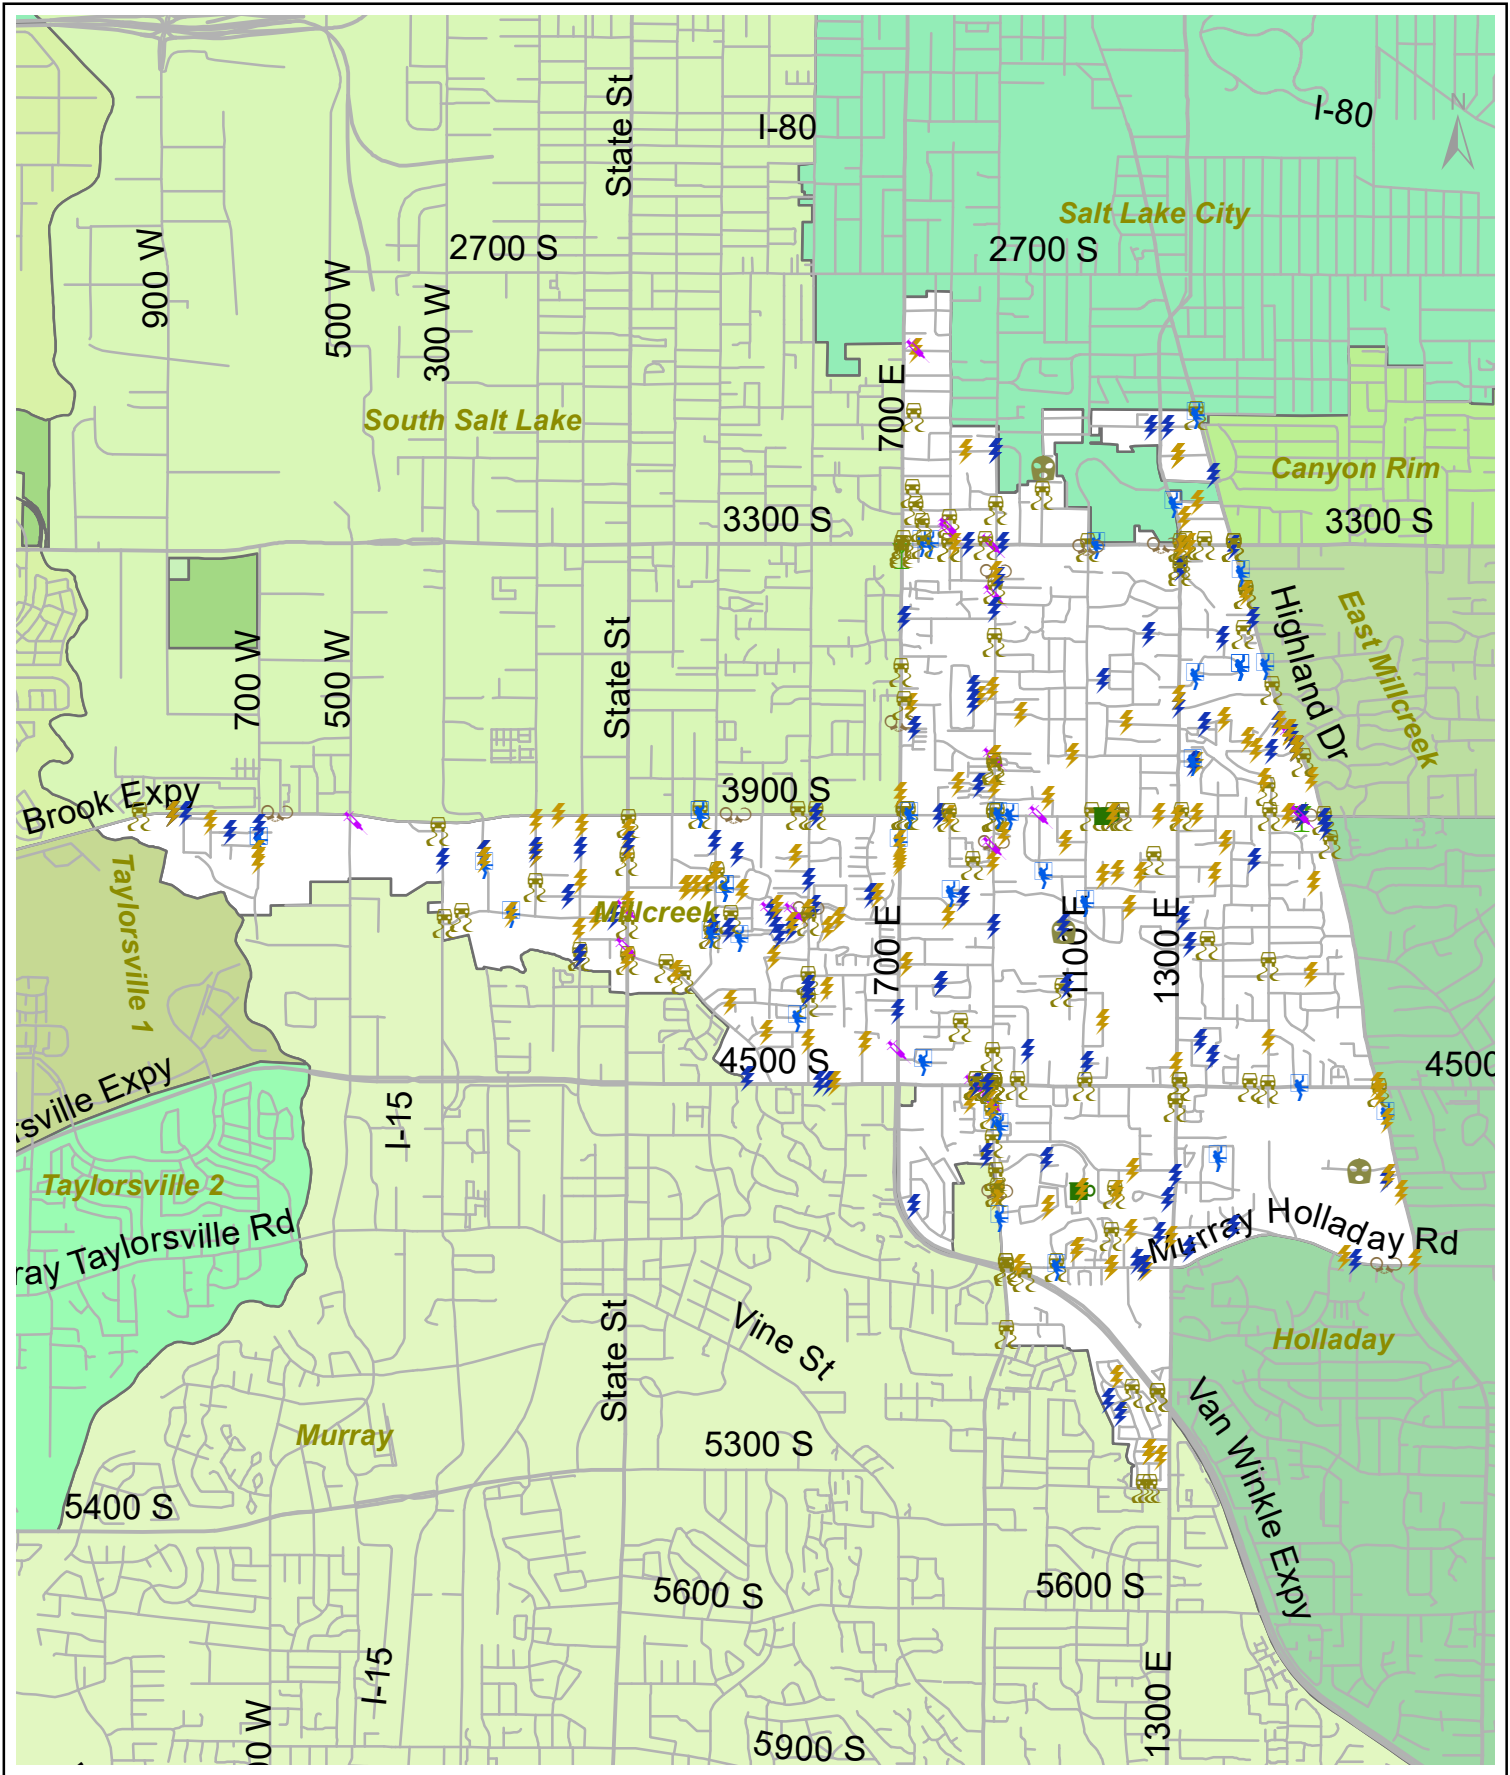 State St
I-80
I-80
N
Salt Lake City
900 W
2700 S
2700 S
500 W
300 W
700 E
South Salt Lake
Canyon Rim
3300 S
3300 S
Highland Dr
East Millcreek
700 W
500 W
State St
3900 S
Brook Expy
Taylorsville 1
Millcreek
700 E
1100 E
1300 E
4500 S
4500
rsville Expy
I-15
Taylorsville 2
ray Taylorsville Rd
Murray Holladay Rd
State St
Vine St
Holladay
Murray
5300 S
Van Winkle Expy
5400 S
5600 S
5600 S
I-15
1300 E
00 W
5900 S